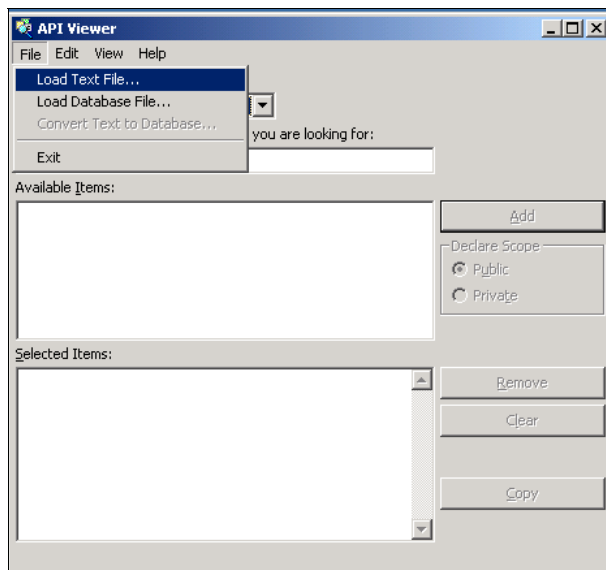 API Viewer
File Edit View Help
Load Text File...
Load Database File...
Convert Text to Database...
Exit
you are looking for:
Available Items:
Add
Declare Scope
Public
Private
Selected Items:
Remove
Clear
Copy